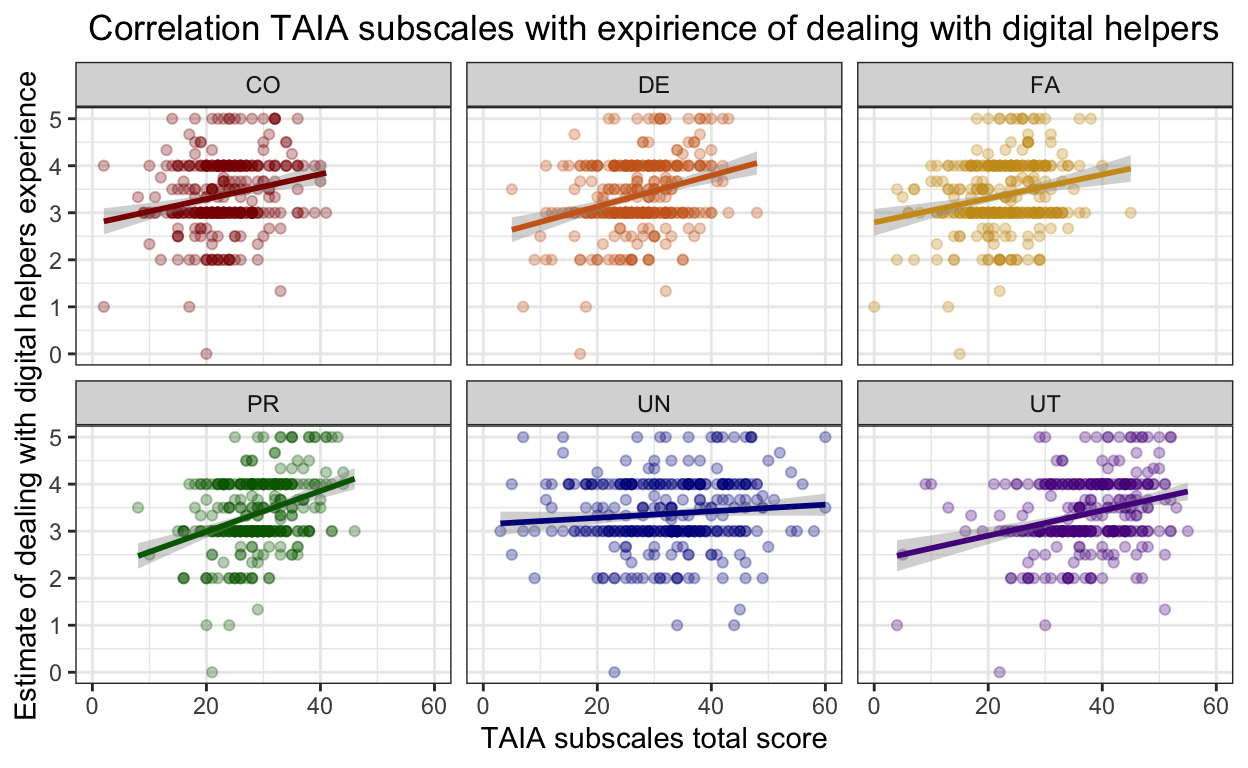 Correlation TAIA subscales with expirience of dealing with digital helpers
Estimate of dealing with digital helpers experience
CO
DE
FA
5
4
3
2
1
0
PR
UN
UT
5
4
3
2
1
0
0
20
40
60
0
20
40
60
0
20
40
60
TAIA subscales total score